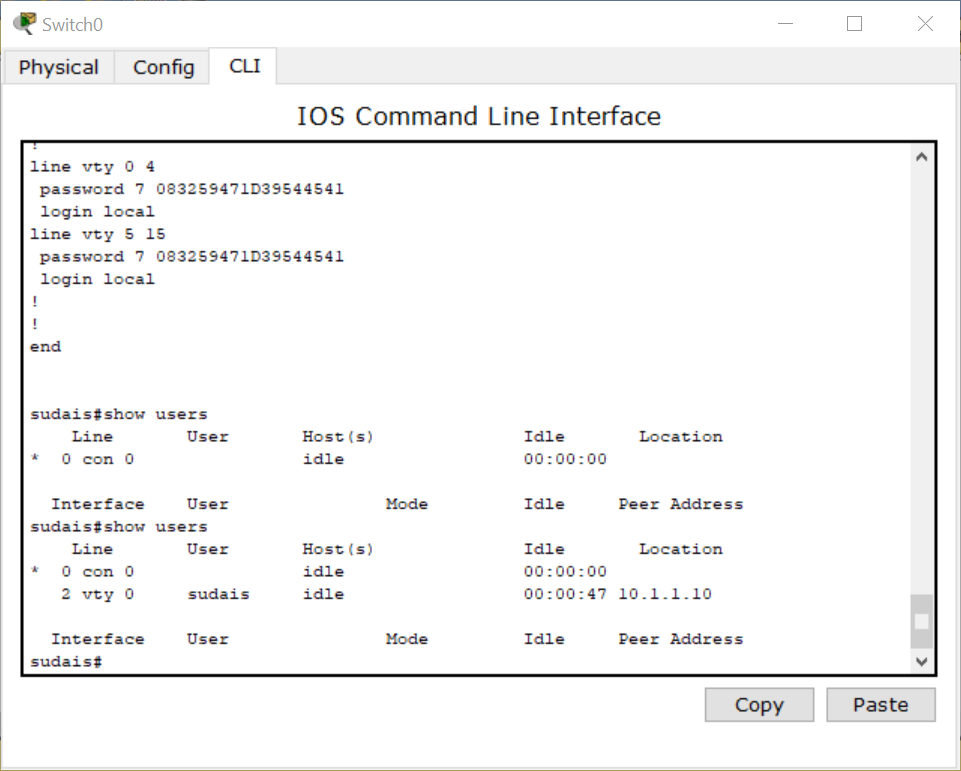 Switch0
Physical Config CLI
IOS Command Line Interface
!
line vty 0 4
 password 7 083259471D39544541
 login local
line vty 5 15
 password 7 083259471D39544541
 login local
!
!
end
sudais#show users
    Line       User       Host(s)              Idle       Location
*  0 con 0                idle                 00:00:00
  Interface    User               Mode         Idle     Peer Address
sudais#show users
    Line       User       Host(s)              Idle       Location
*  0 con 0                idle                 00:00:00
   2 vty 0     sudais     idle                 00:00:47 10.1.1.10
  Interface    User               Mode         Idle     Peer Address
sudais#
Copy Paste